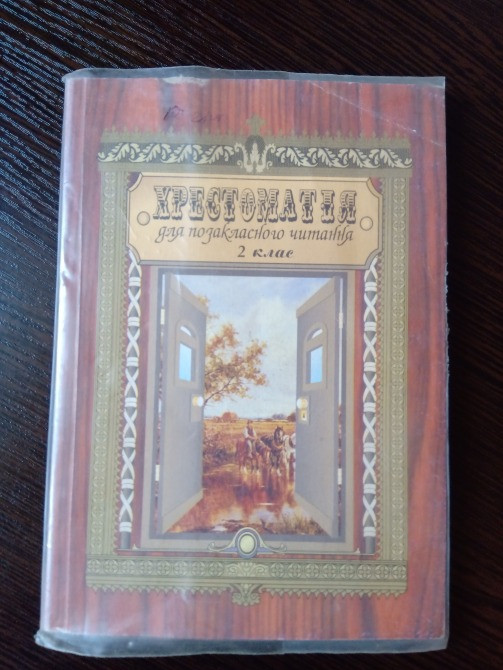 ХРЕСТОМАТІЯ
для позакласного читання
2 клас